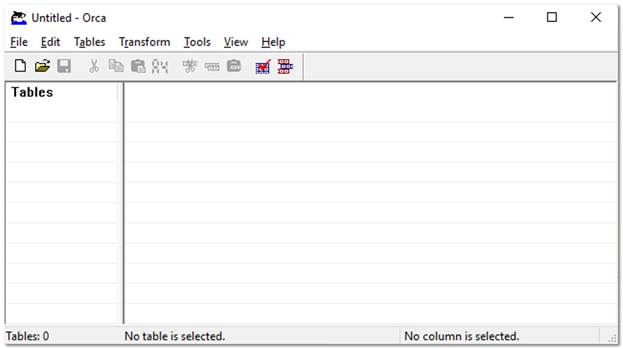 Untitled - Orca
File Edit Tables Transform Tools View Help
Tables
Tables: 0 No table is selected. No column is selected.